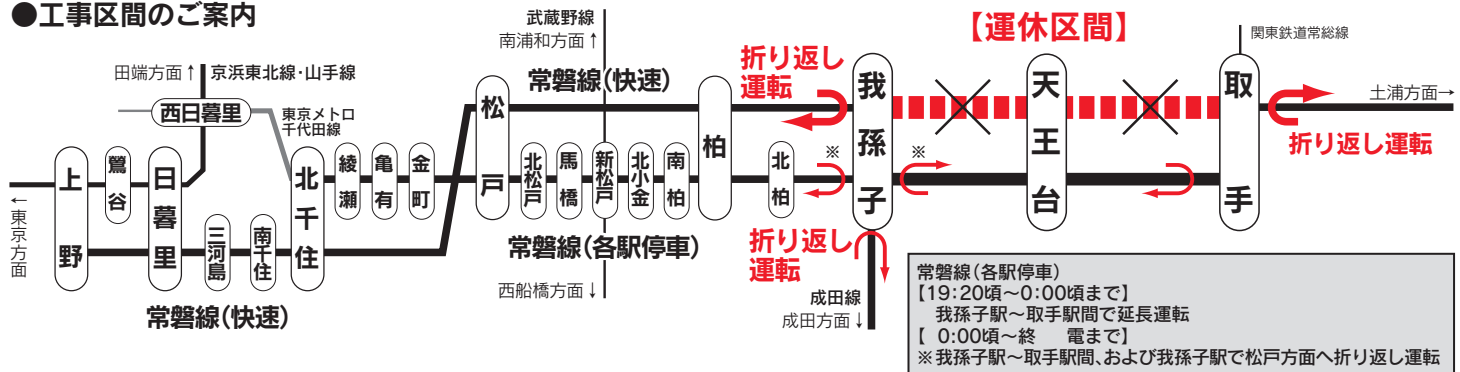 ●工事区間のご案内
武蔵野線
南浦和方面↑
【運休区間】
関東鉄道常総線
田端方面↑
京浜東北線・山手線
常磐線(快速)
折り返し
運転
西日暮里
東京メトロ
千代田線
土浦方面→
折り返し運転
上野
鶯谷
日暮里
三河島
南千住
北千住
綾瀬
亀有
金町
松戸
北松戸
馬橋
新松戸
北小金
南柏
柏
北柏
※
我孫子
※
天王台
取手
←東京方面
常磐線(各駅停車)
折り返し
運転
西船橋方面↓
常磐線(快速)
成田線
成田方面↓
常磐線(各駅停車)
【19:20頃~0:00頃まで】
我孫子駅~取手駅間で延長運転
【 0:00頃~終 電まで】
※我孫子駅~取手駅間、および我孫子駅で松戸方面へ折り返し運転